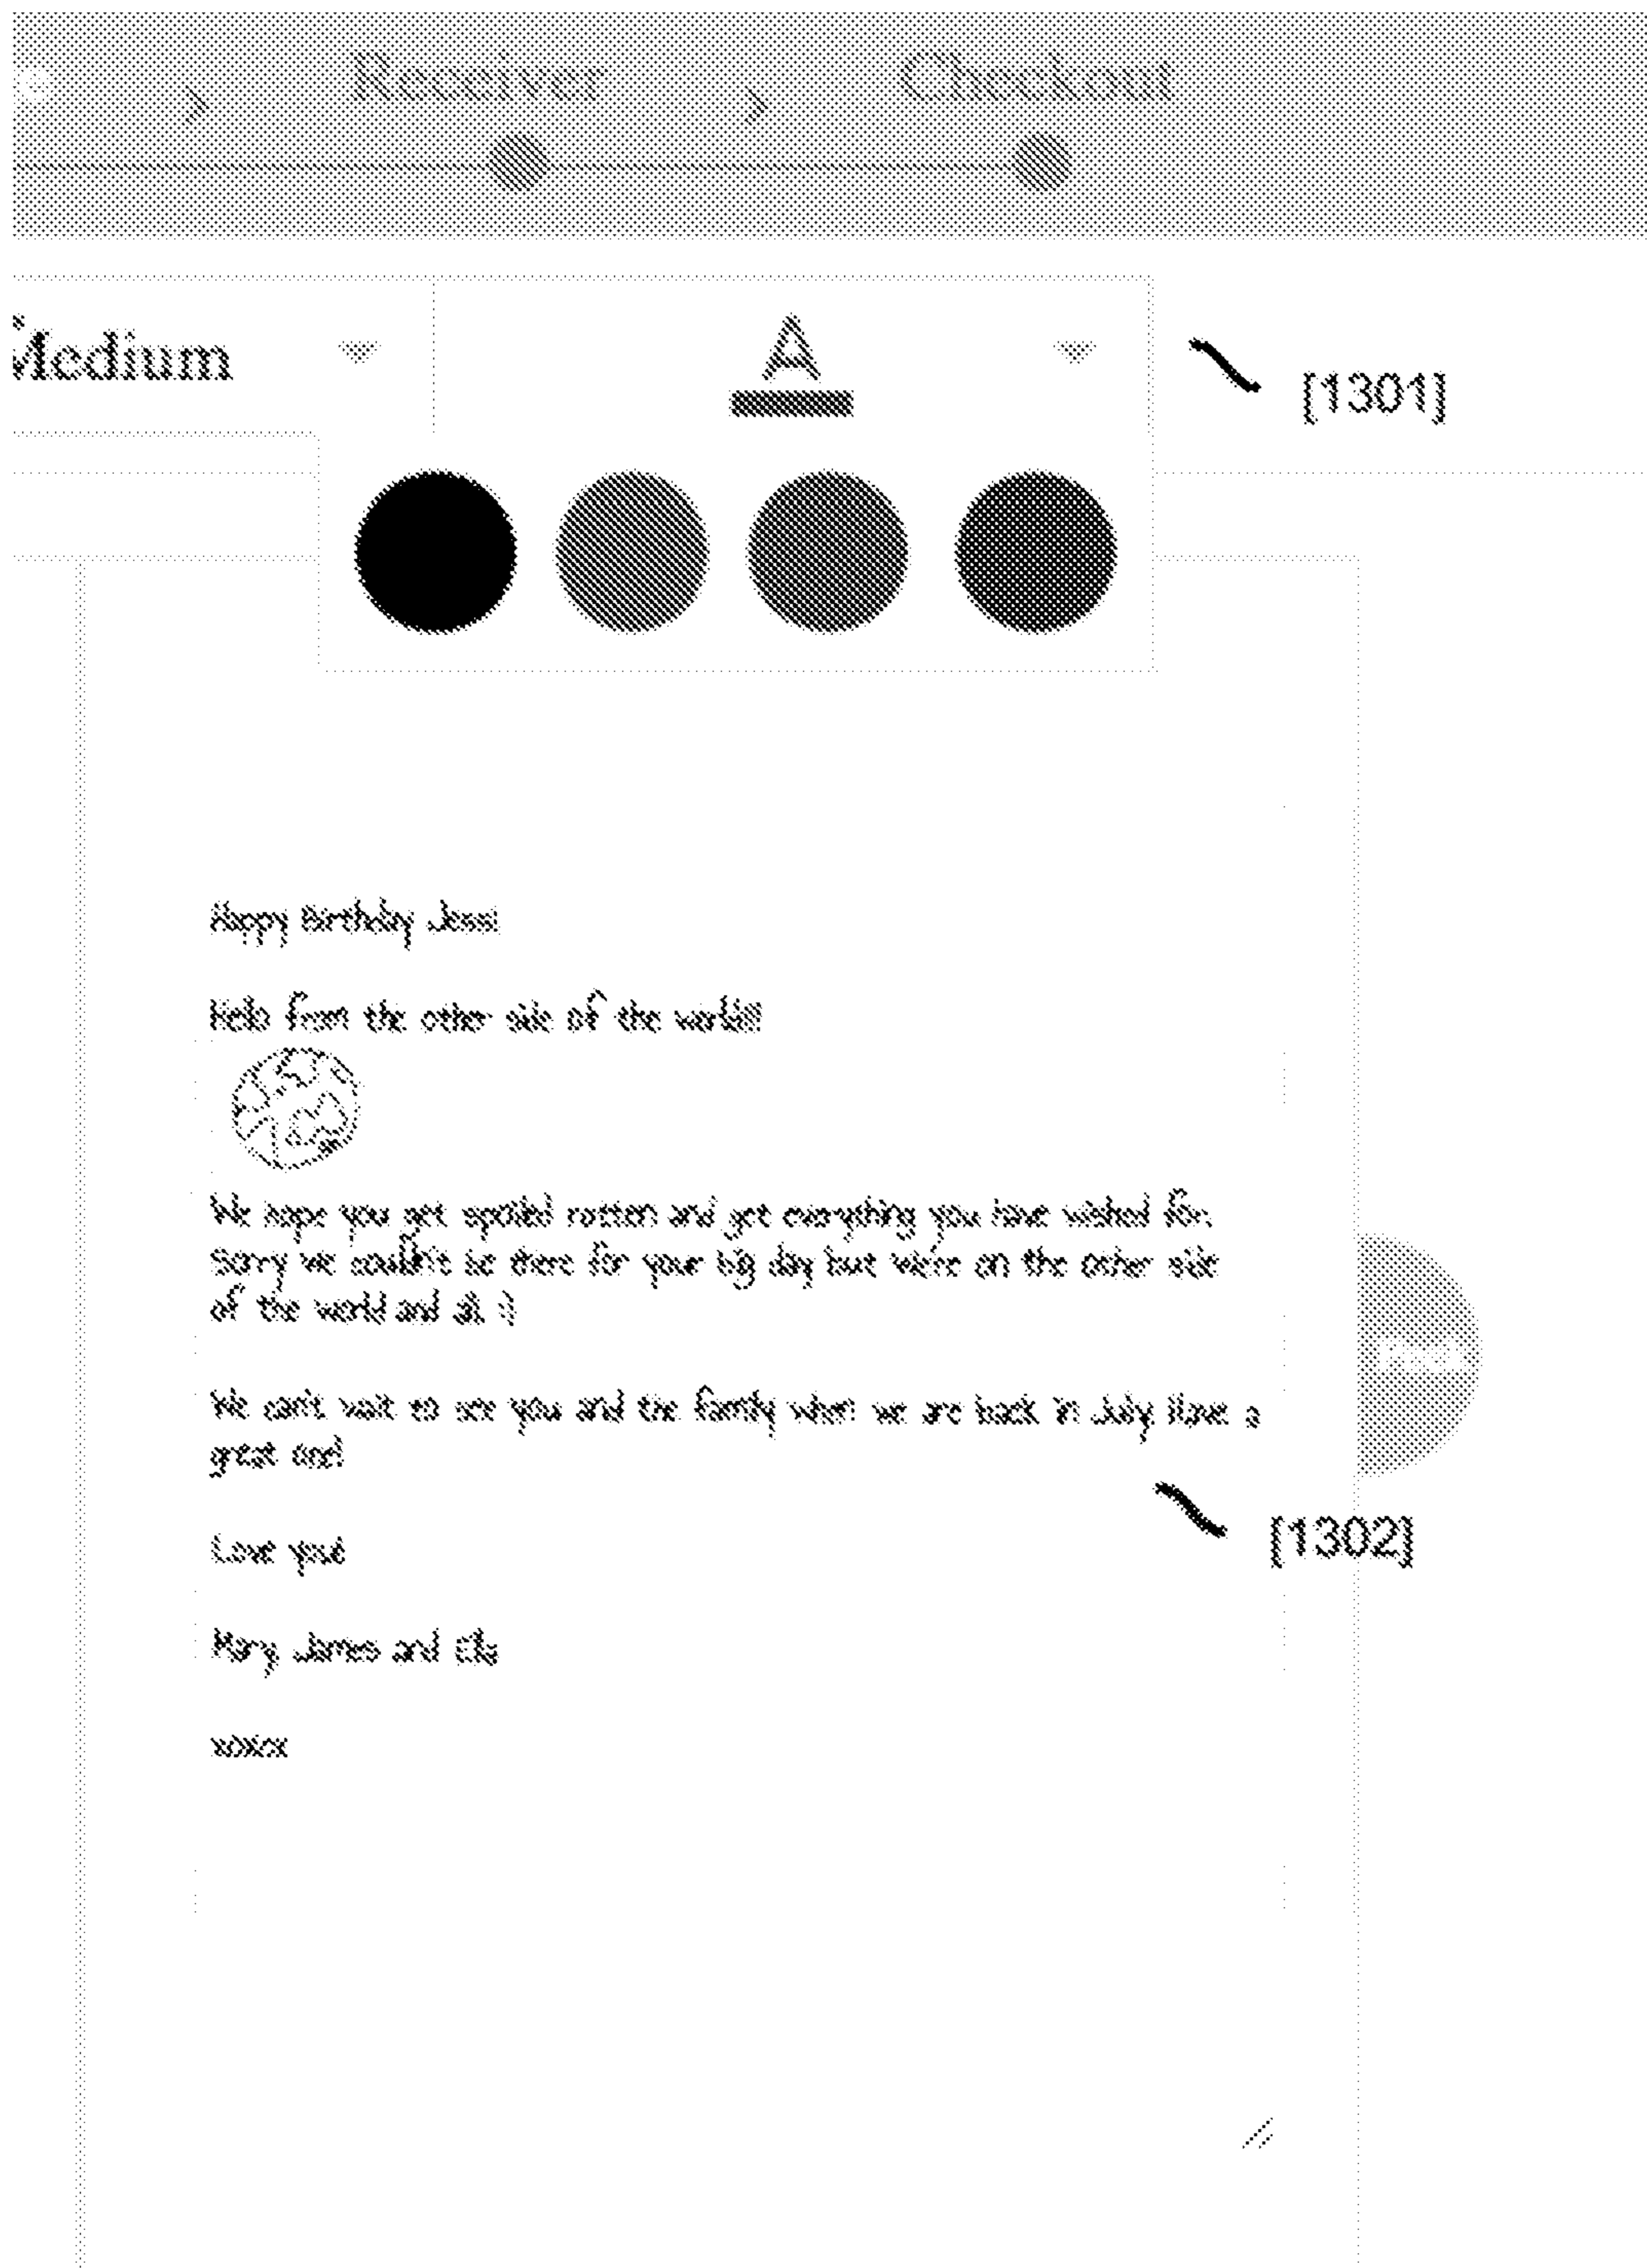 Receiver > Checkout
Medium
A
[1301]
Happy Birthday Jess!
Hello from the other side of the world!!!
We hope you get spoiled rotten and get everything you have wished for.
Sorry we couldn't be there for your big day but we're on the other side
of the world and all :)
We can't wait to see you and the family when we are back in July. Have a
great one!
[1302]
Love you!
Mary, James and Ella
xoxox